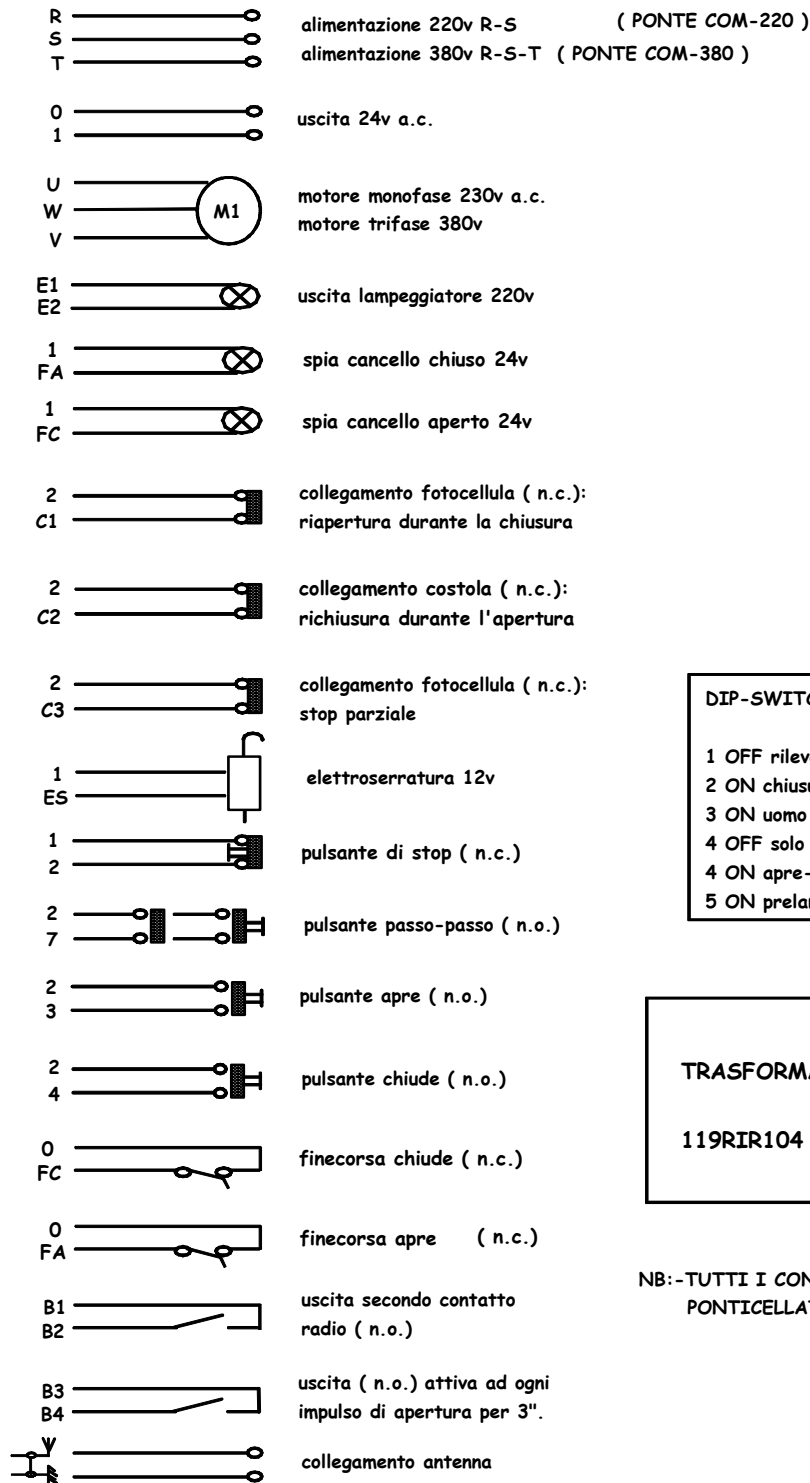 R
S
T
alimentazione 220v R-S ( PONTE COM-220 )
alimentazione 380v R-S-T ( PONTE COM-380 )
0
1
uscita 24v a.c.
U
W
V
M1
motore monofase 230v a.c.
motore trifase 380v
E1
E2
uscita lampeggiatore 220v
1
FA
spia cancello chiuso 24v
1
FC
spia cancello aperto 24v
2
C1
collegamento fotocellula ( n.c.):
riapertura durante la chiusura
2
C2
collegamento costola ( n.c.):
richiusura durante l'apertura
2
C3
collegamento fotocellula ( n.c.):
stop parziale
1
ES
elettroserratura 12v
1
2
pulsante di stop ( n.c.)
2
7
pulsante passo-passo ( n.o.)
2
3
pulsante apre ( n.o.)
2
4
pulsante chiude ( n.o.)
0
FC
finecorsa chiude ( n.c.)
0
FA
finecorsa apre ( n.c.)
B1
B2
uscita secondo contatto
radio ( n.o.)
B3
B4
uscita ( n.o.) attiva ad ogni
impulso di apertura per 3".
collegamento antenna
1 OFF
2 ON
3 ON uomo
4 OFF solo
4 ON apre-
5 ON
119RIR104
NB:-TUTTI I